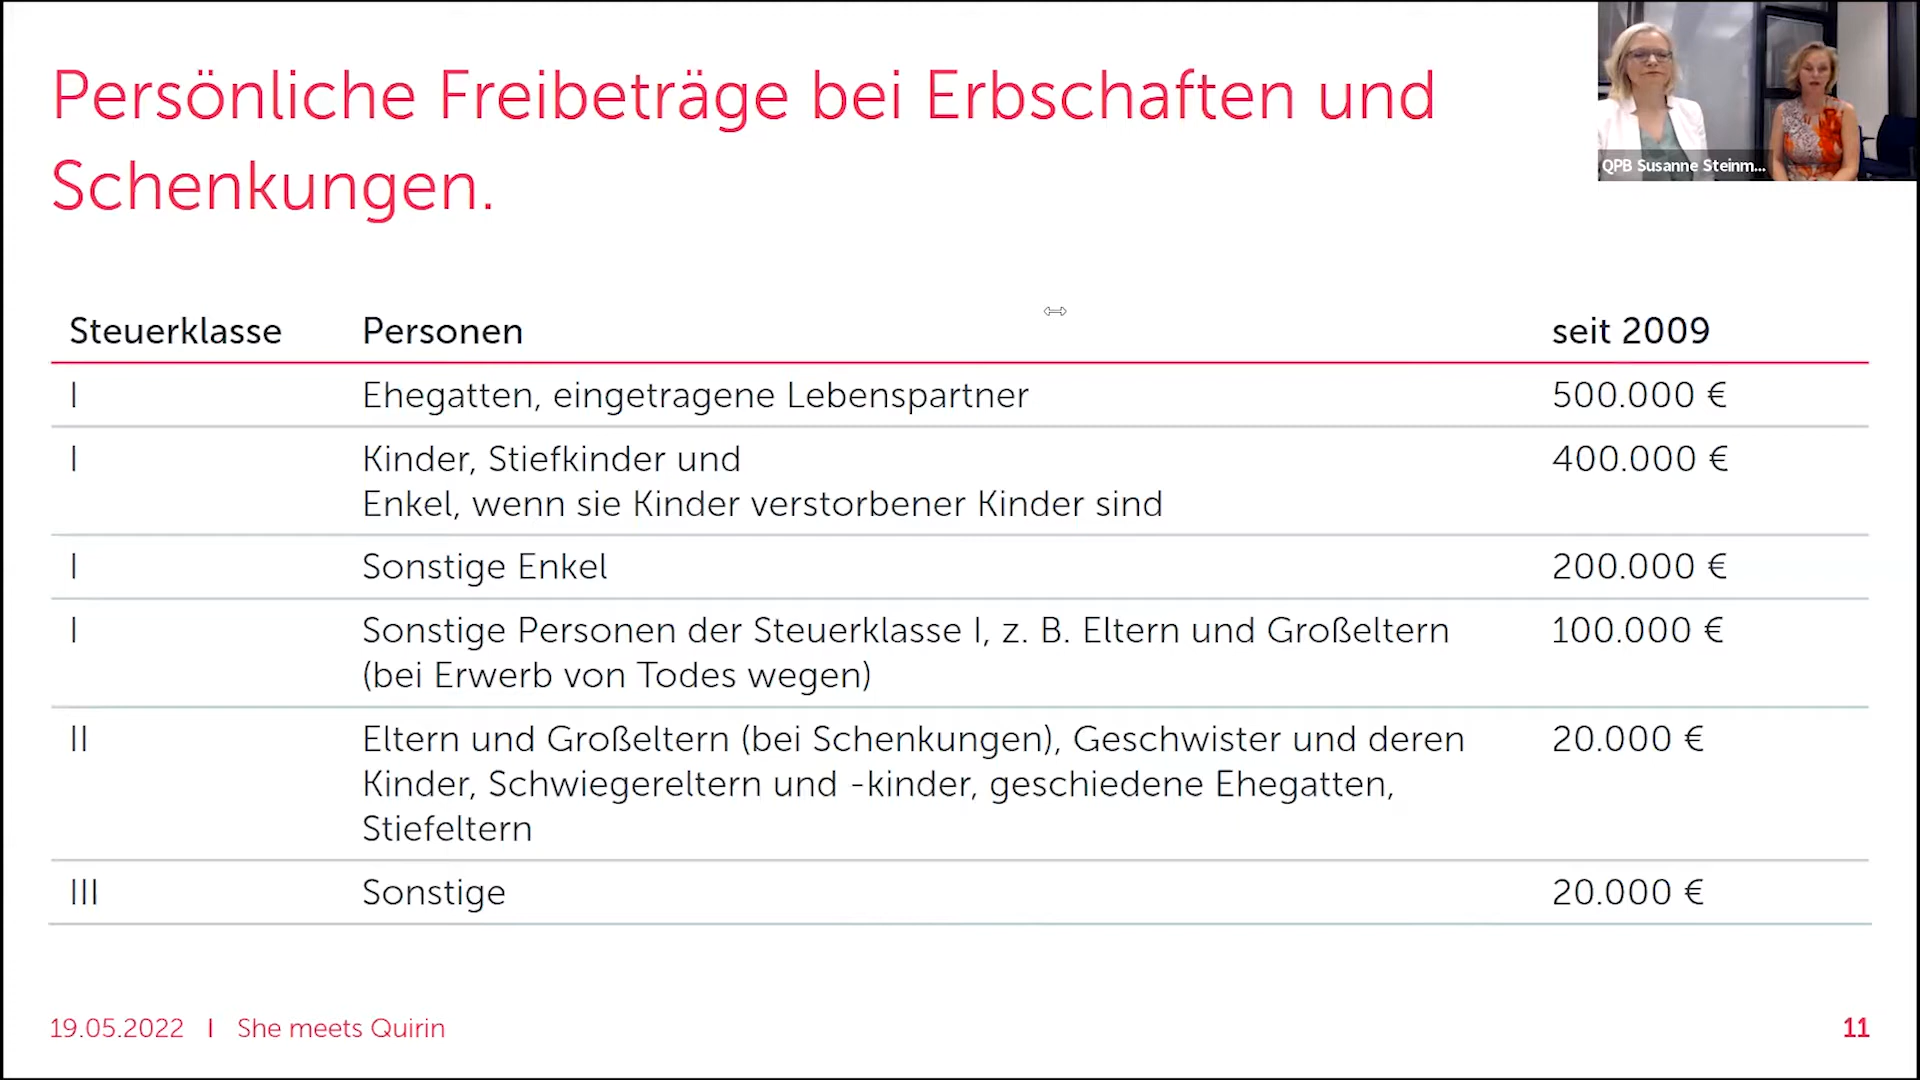 Persönliche Freibeträge bei Erbschaften und
Schenkungen.
QPB Susanne Steinm...
Steuerklasse Personen seit 2009
I Ehegatten, eingetragene Lebenspartner 500.000 €
I Kinder, Stiefkinder und 400.000 €
Enkel, wenn sie Kinder verstorbener Kinder sind
I Sonstige Enkel 200.000 €
I Sonstige Personen der Steuerklasse I, z. B. Eltern und Großeltern 100.000 €
(bei Erwerb von Todes wegen)
II Eltern und Großeltern (bei Schenkungen), Geschwister und deren 20.000 €
Kinder, Schwiegereltern und -kinder, geschiedene Ehegatten,
Stiefeltern
III Sonstige 20.000 €
19.05.2022 I She meets Quirin 11